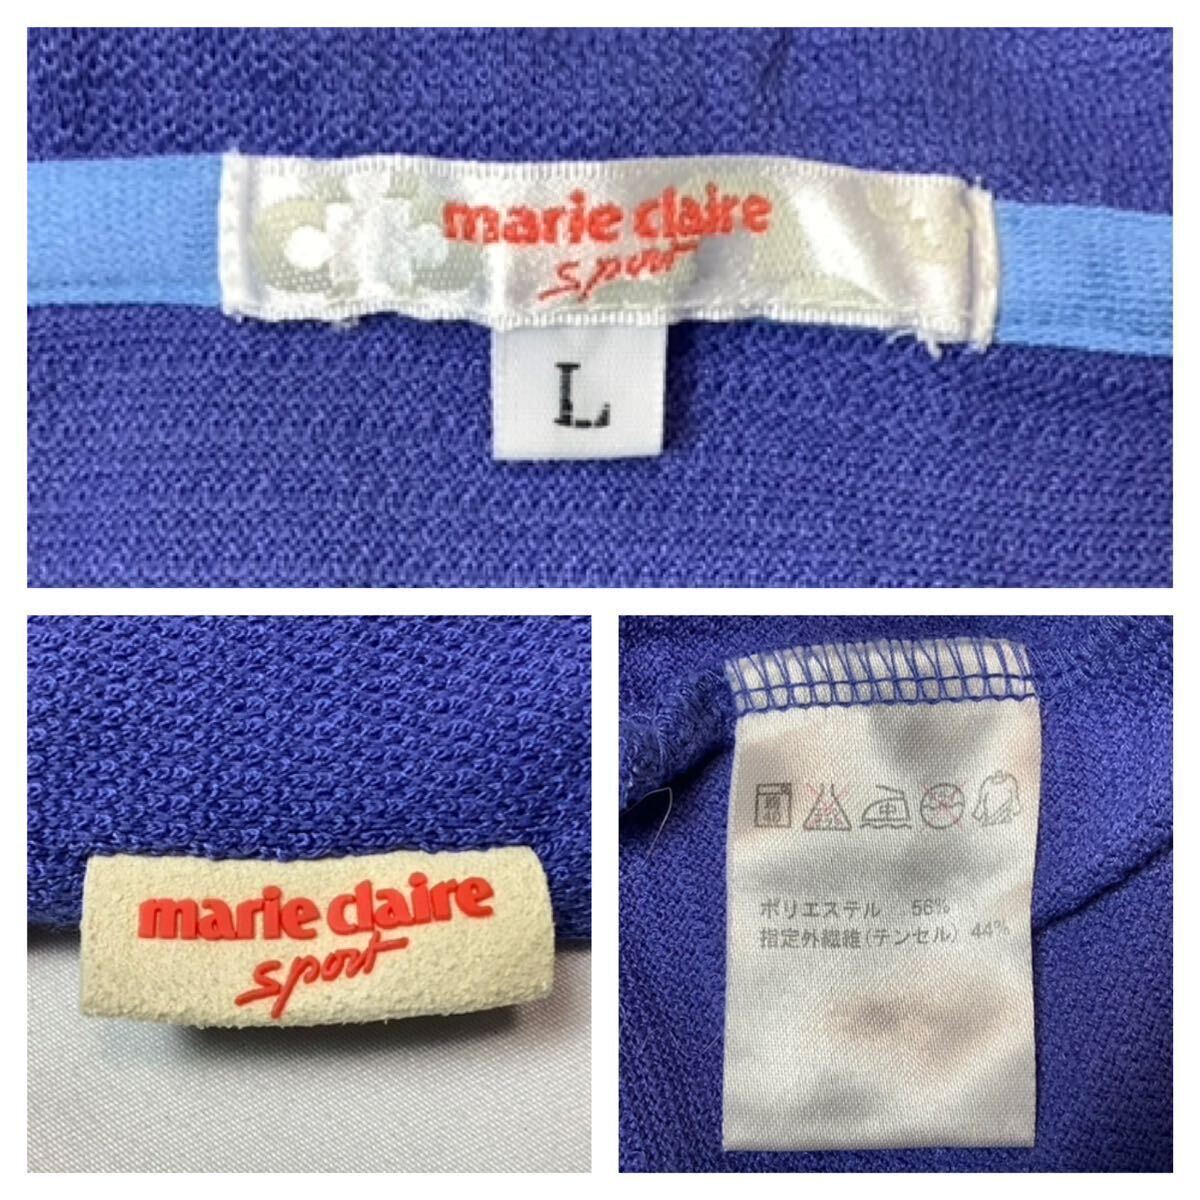 marie claire
sport
L
marie claire
sport
ポリエステル 56%
指定外繊維(テンセル) 44%